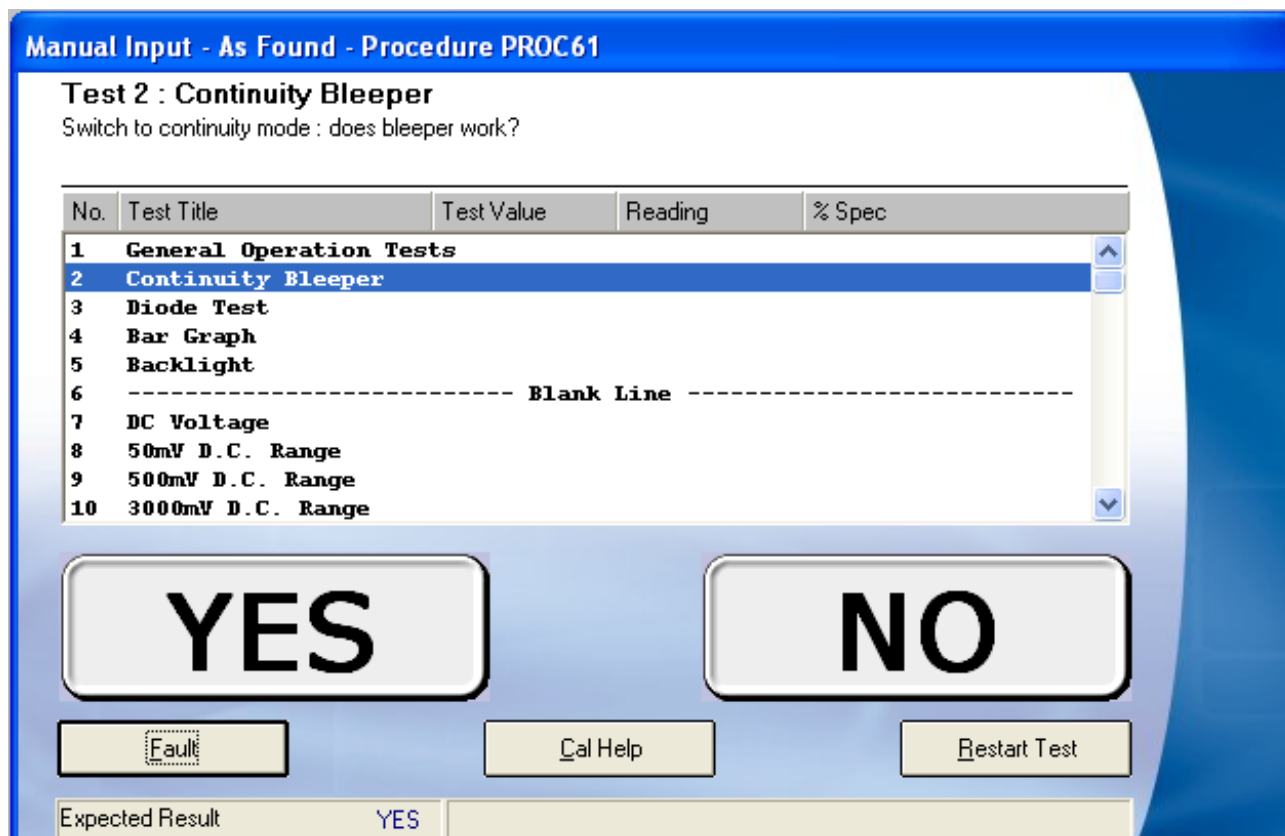 Manual Input - As Found - Procedure PROC61
Test 2 : Continuity Bleeper
Switch to continuity mode : does bleeper work?
No. Test Title Test Value Reading % Spec
1 General Operation Tests
2 Continuity Bleeper
3 Diode Test
4 Bar Graph
5 Backlight
6 --------------------------- Blank Line ---------------------------
7 DC Voltage
8 50mV D.C. Range
9 500mV D.C. Range
10 3000mV D.C. Range
YES NO
Fault Cal Help Restart Test
Expected Result YES